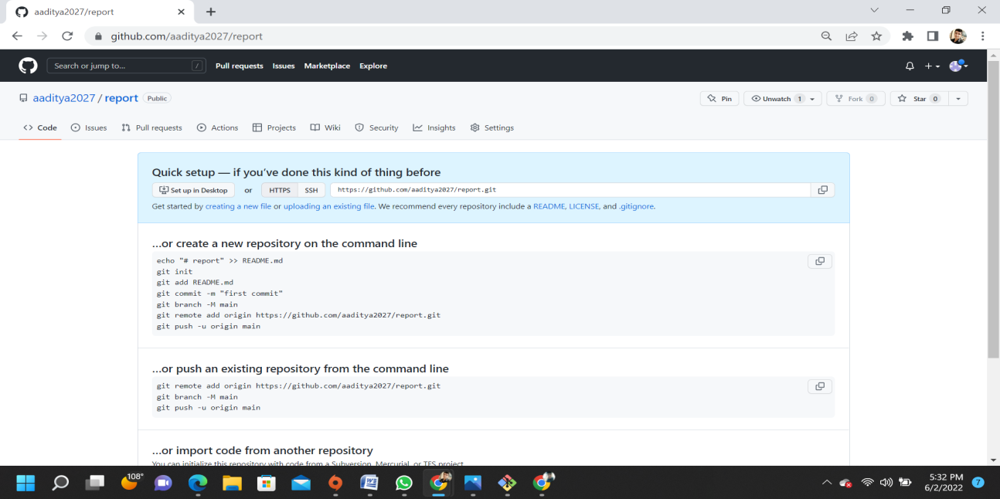 aaditya2027/report
github.com/aaditya2027/report
Search or jump to... /
Pull requests Issues Marketplace Explore
aaditya2027 / report Public
Pin Unwatch 1 Fork 0 Star 0
<> Code Issues Pull requests Actions Projects Wiki Security Insights Settings
Quick setup — if you've done this kind of thing before
Set up in Desktop or HTTPS SSH https://github.com/aaditya2027/report.git
Get started by creating a new file or uploading an existing file. We recommend every repository include a README, LICENSE, and .gitignore.
...or create a new repository on the command line
echo "# report" >> README.md
git init
git add README.md
git commit -m "first commit"
git branch -M main
git remote add origin https://github.com/aaditya2027/report.git
git push -u origin main
...or push an existing repository from the command line
git remote add origin https://github.com/aaditya2027/report.git
git branch -M main
git push -u origin main
...or import code from another repository
You can initialize this repository with code from a Subversion, Mercurial, or TFS project.
108°
5:32 PM
6/2/2022
7